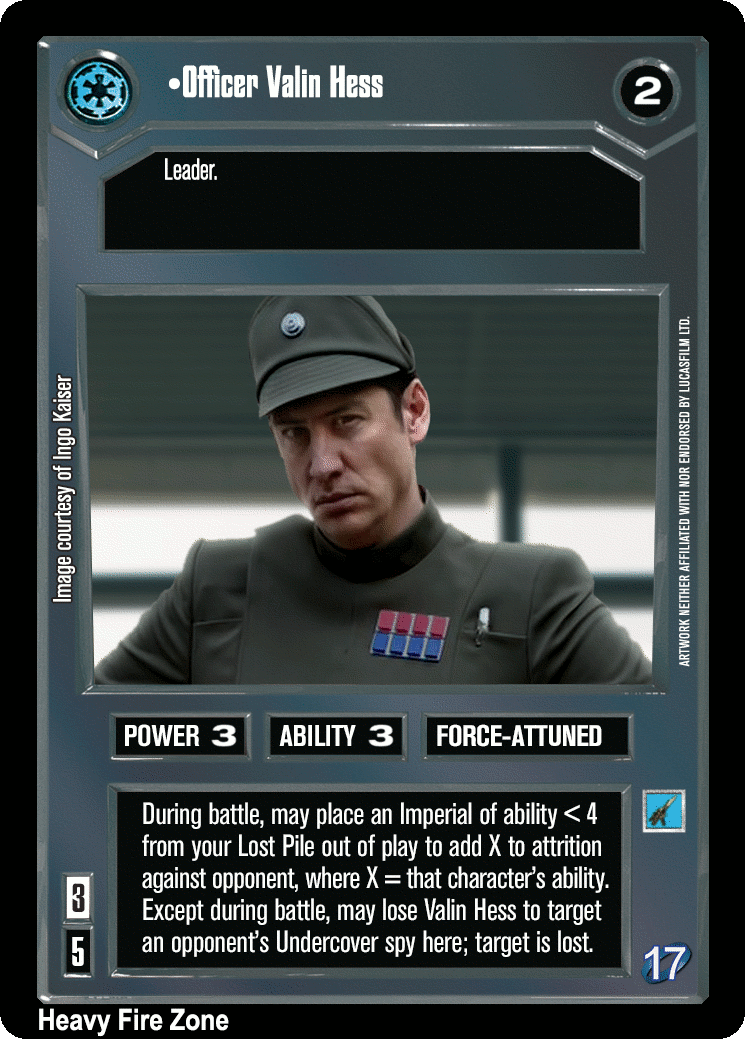 •Officer Valin Hess
2
Leader.
Image courtesy of Ingo Kaiser
ARTWORK NEITHER AFFILIATED WITH NOR ENDORSED BY LUCASFILM LTD.
POWER 3
ABILITY 3
FORCE-ATTUNED
During battle, may place an Imperial of ability < 4
from your Lost Pile out of play to add X to attrition
against opponent, where X = that character's ability.
Except during battle, may lose Valin Hess to target
an opponent's Undercover spy here; target is lost.
3
5
17
Heavy Fire Zone